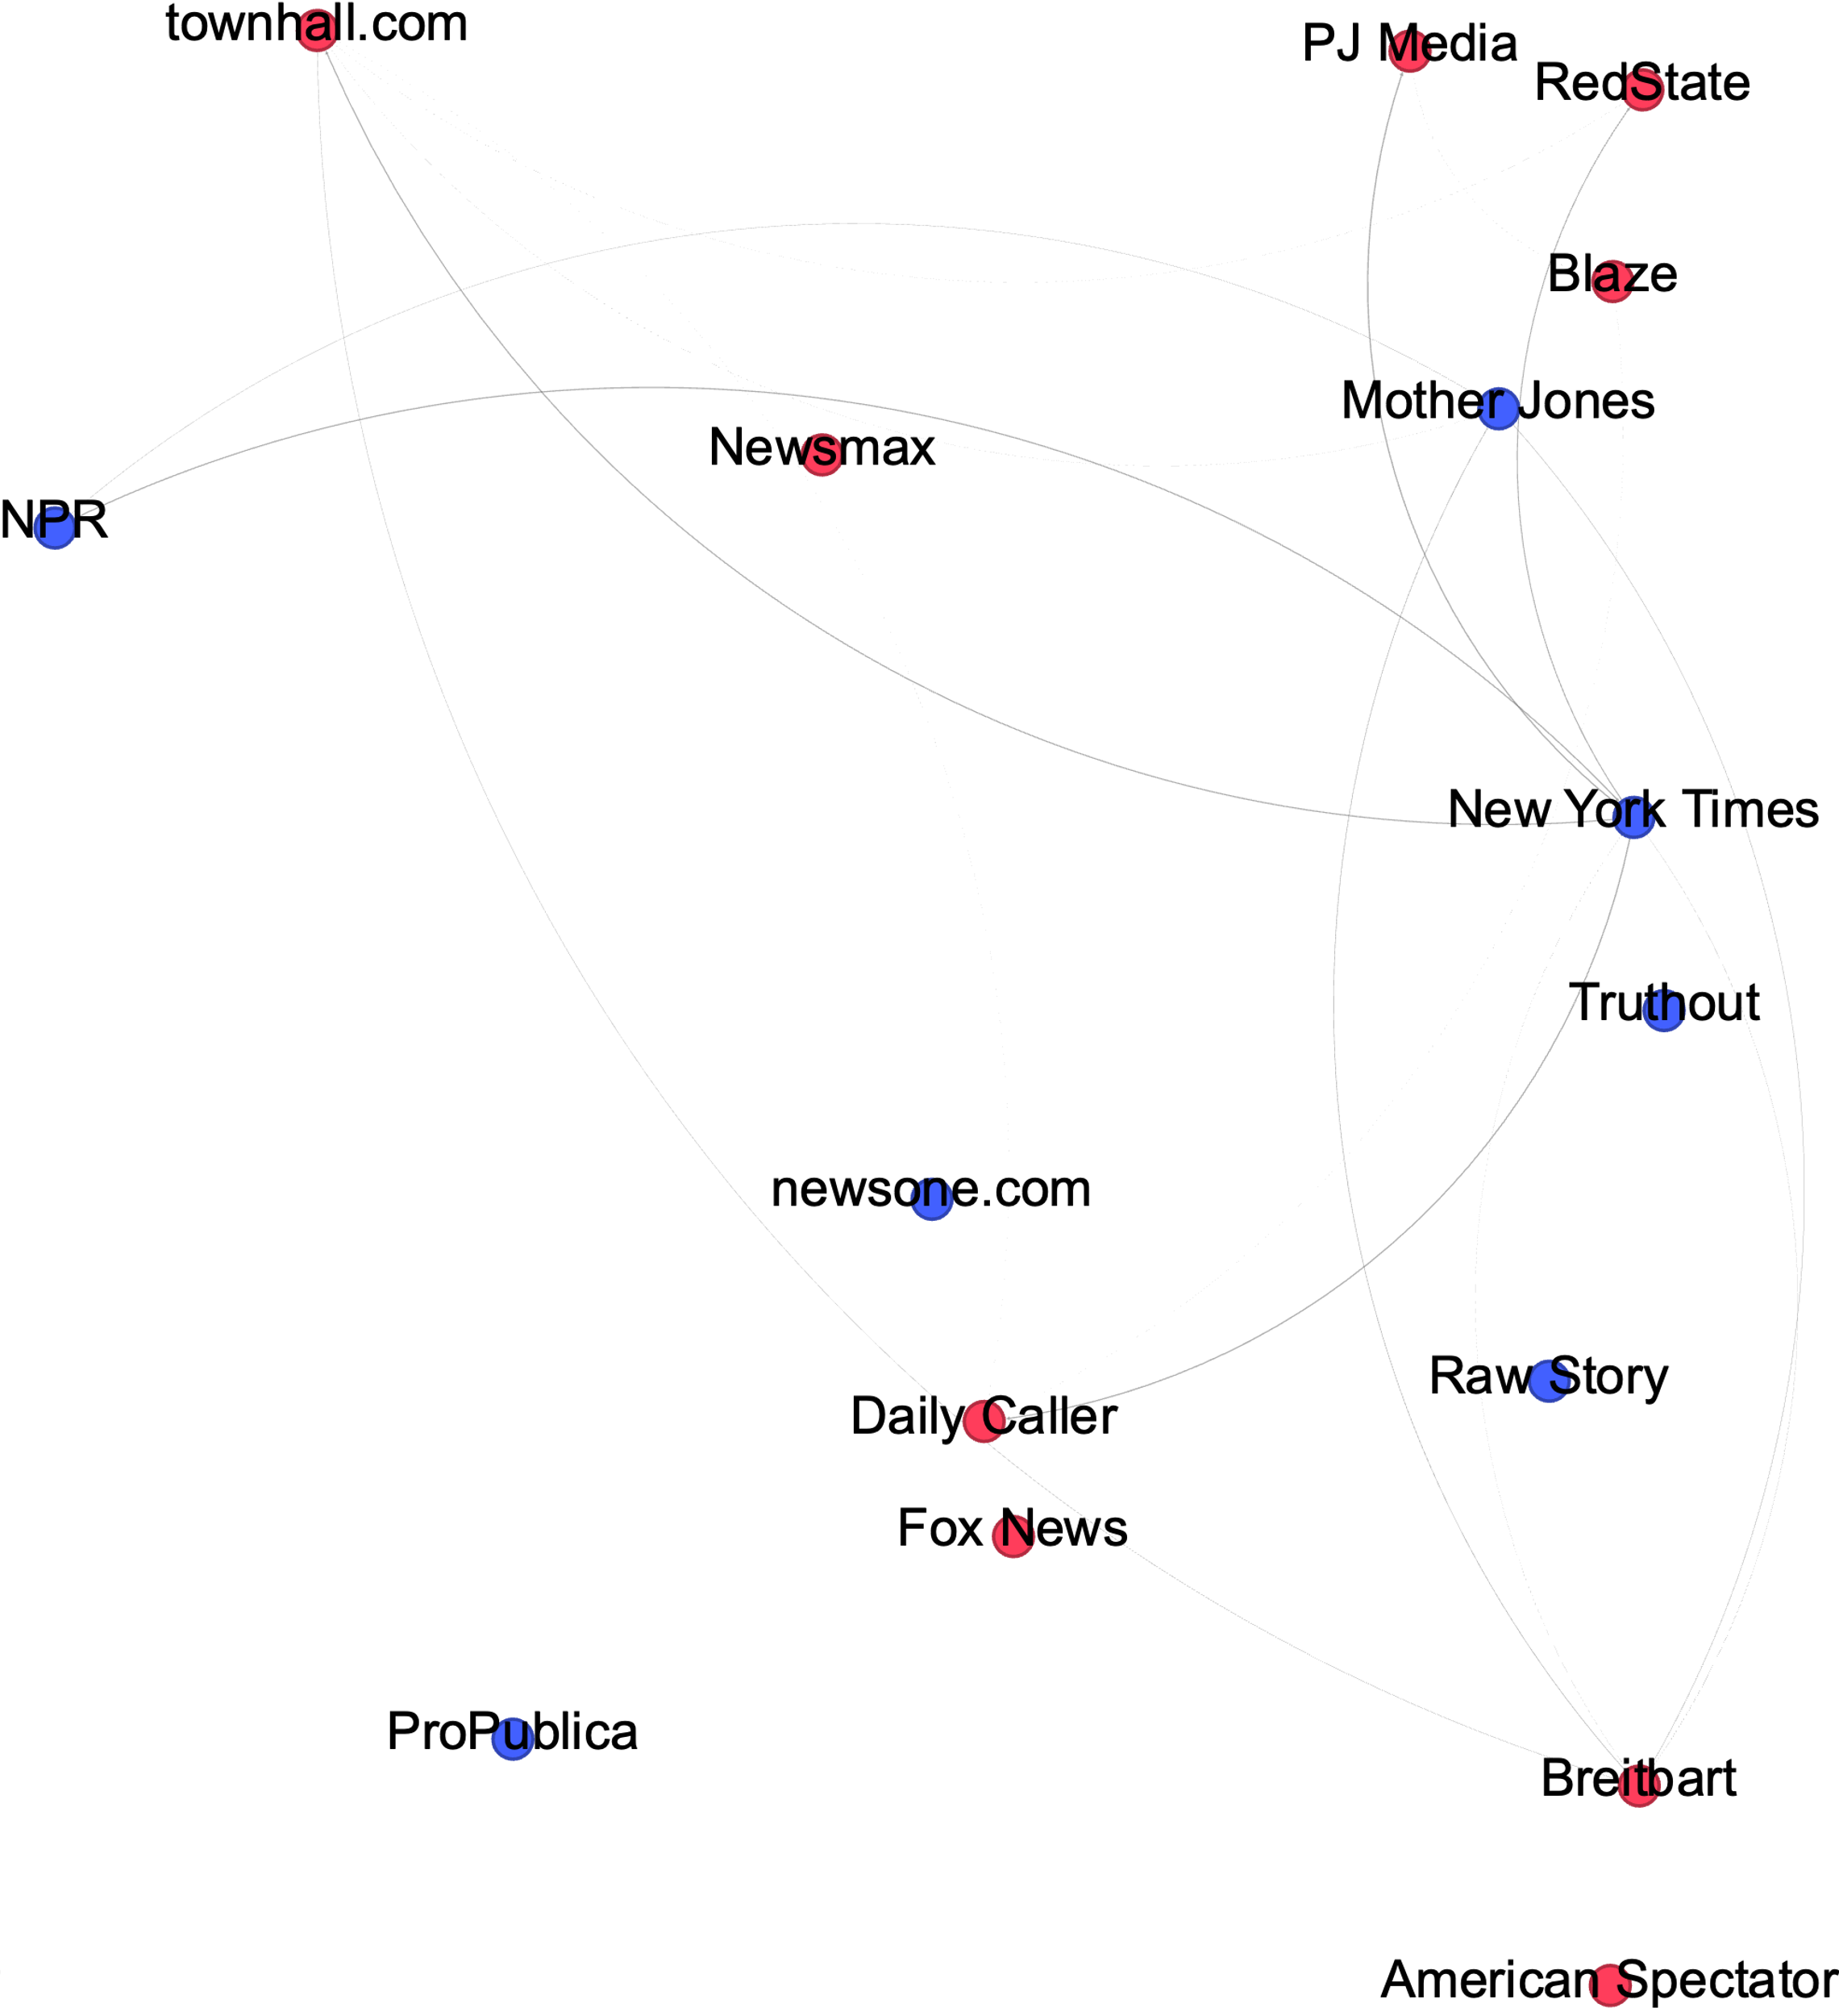 townhall.com
PJ Media
RedState
Blaze
Mother Jones
Newsmax
NPR
New York Times
Truthout
newsone.com
Raw Story
Daily Caller
Fox News
ProPublica
Breitbart
American Spectator